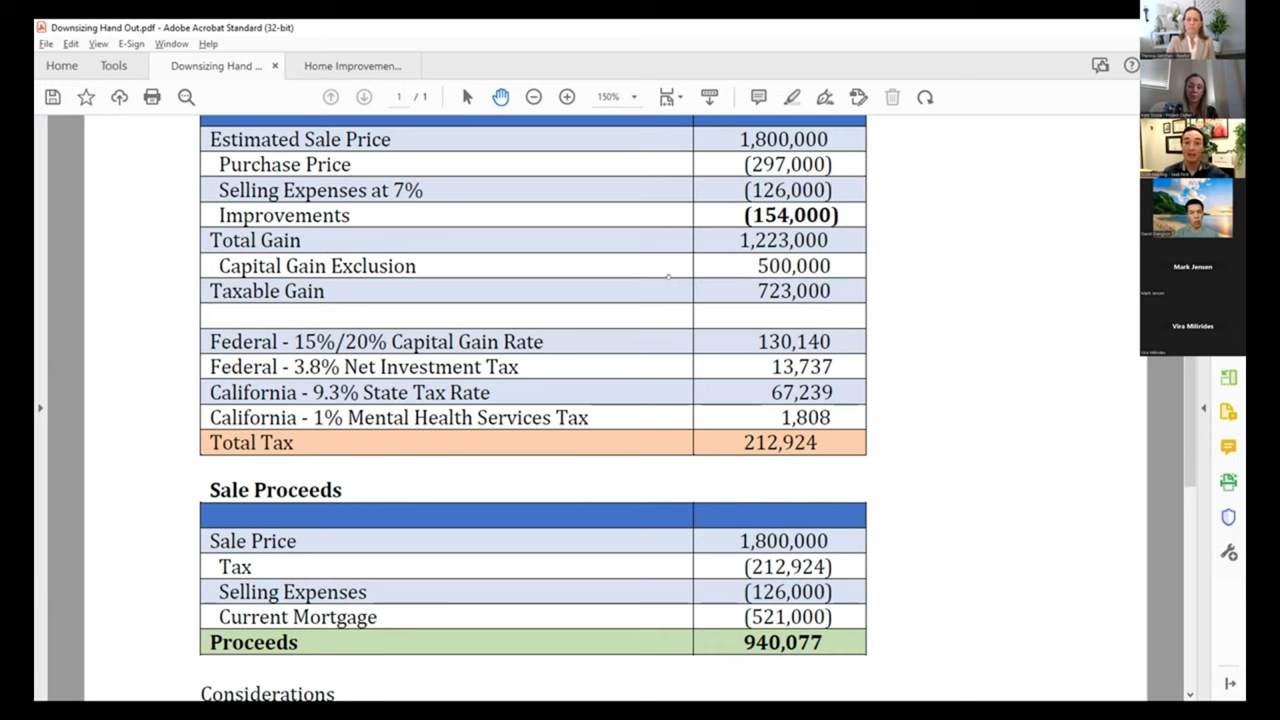 Downsizing Hand Out.pdf - Adobe Acrobat Standard (32-bit)
File Edit View E-Sign Window Help
Home Tools Downsizing Hand ... × Home Improvemen...
1 / 1 150%
Estimated Sale Price 1,800,000
Purchase Price (297,000)
Selling Expenses at 7% (126,000)
Improvements (154,000)
Total Gain 1,223,000
Capital Gain Exclusion 500,000
Taxable Gain 723,000
Federal - 15%/20% Capital Gain Rate 130,140
Federal - 3.8% Net Investment Tax 13,737
California - 9.3% State Tax Rate 67,239
California - 1% Mental Health Services Tax 1,808
Total Tax 212,924
Sale Proceeds
Sale Price 1,800,000
Tax (212,924)
Selling Expenses (126,000)
Current Mortgage (521,000)
Proceeds 940,077
Considerations
Mark Jensen
Mark Jensen
Vira Milirides
Vira Milirides